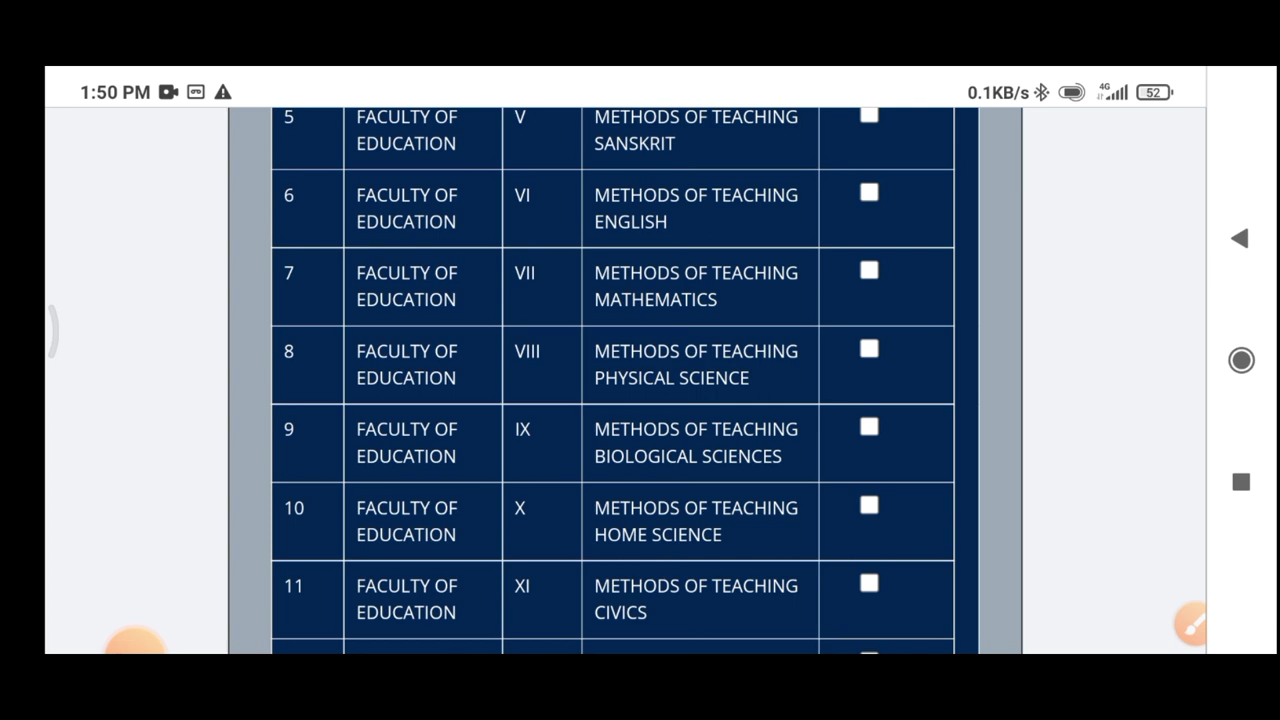 1:50 PM
0.1KB/s 4G 52
5 FACULTY OF V METHODS OF TEACHING
EDUCATION SANSKRIT
6 FACULTY OF VI METHODS OF TEACHING
EDUCATION ENGLISH
7 FACULTY OF VII METHODS OF TEACHING
EDUCATION MATHEMATICS
8 FACULTY OF VIII METHODS OF TEACHING
EDUCATION PHYSICAL SCIENCE
9 FACULTY OF IX METHODS OF TEACHING
EDUCATION BIOLOGICAL SCIENCES
10 FACULTY OF X METHODS OF TEACHING
EDUCATION HOME SCIENCE
11 FACULTY OF XI METHODS OF TEACHING
EDUCATION CIVICS